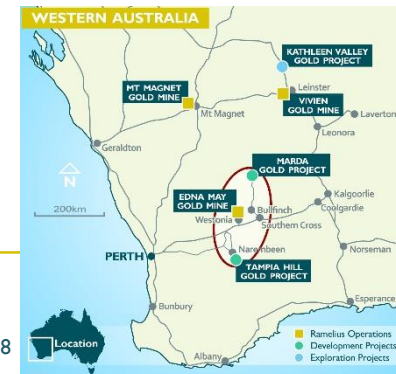 WESTERN AUSTRALIA
KATHLEEN VALLEY
GOLD PROJECT
MT MAGNET
GOLD MINE
Leinster
Mt Magnet
VIVIEN
GOLD MINE
Laverton
Leonora
Geraldton
MARDA
GOLD PROJECT
N
EDNA MAY
GOLD MINE
Kalgoorlie
Coolgardie
200km
Bullfinch
Westonia
Southern Cross
PERTH
Narembeen
Norseman
TAMPIA HILL
GOLD PROJECT
Esperance
Bunbury
8
Location
Ramelius Operations
Development Projects
Exploration Projects
Albany